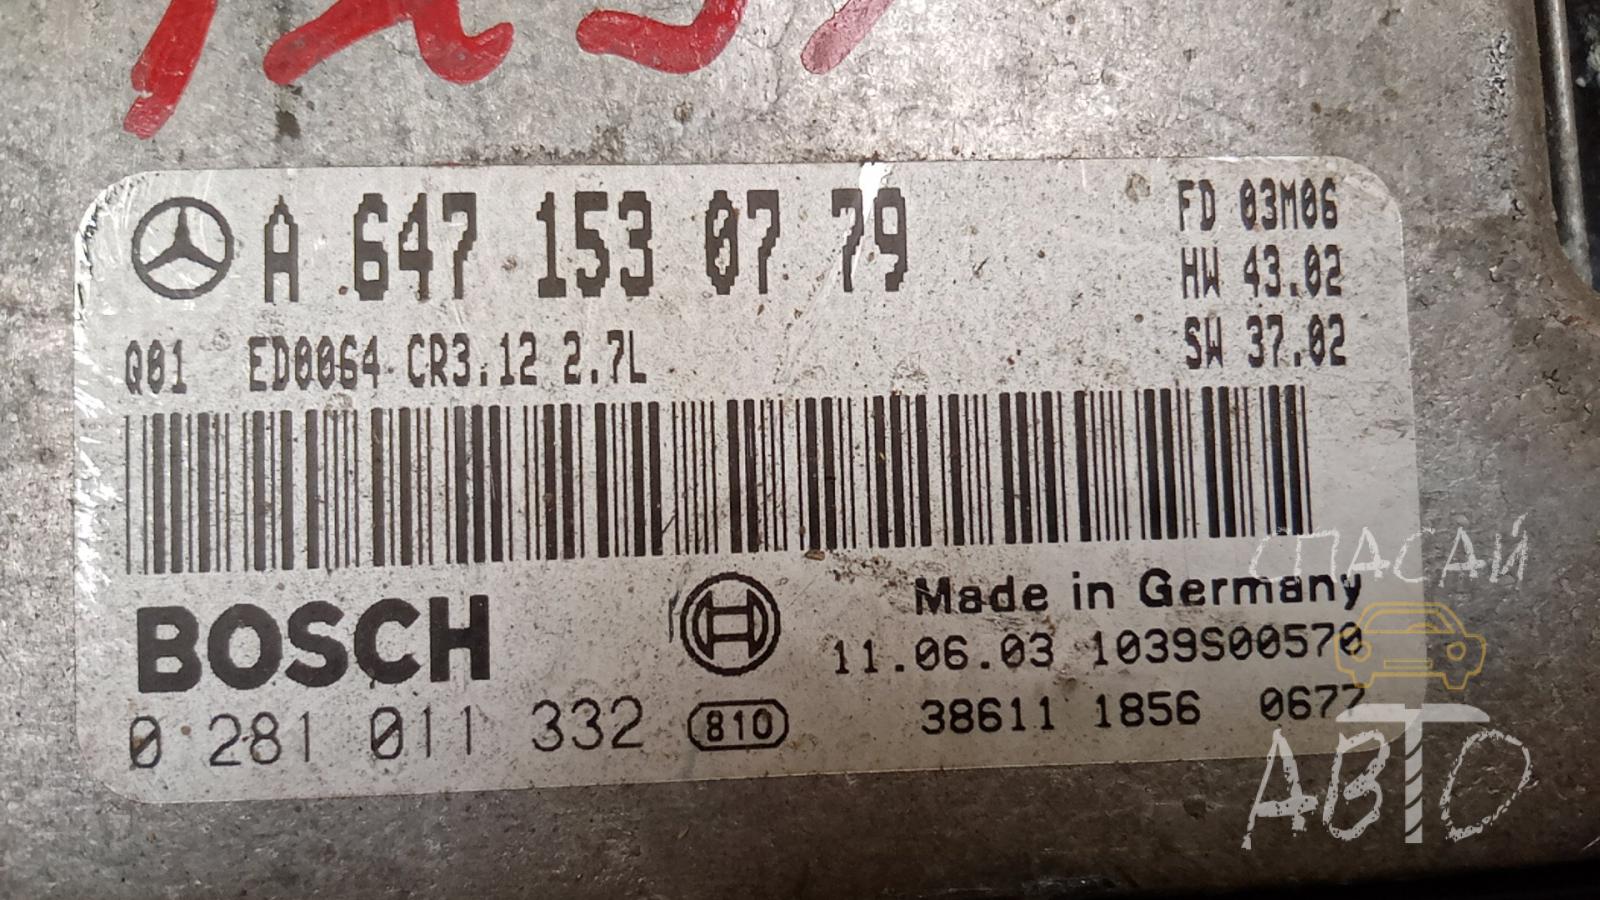 A 647 153 07 79
FD 03M06
HW 43.02
Q01 ED0064 CR3.12 2.7L
SW 37.02
BOSCH
Made in Germany
11.06.03 1039S00570
0 281 011 332 810
38611 1856 0677
СПАСАЙ
АВТО